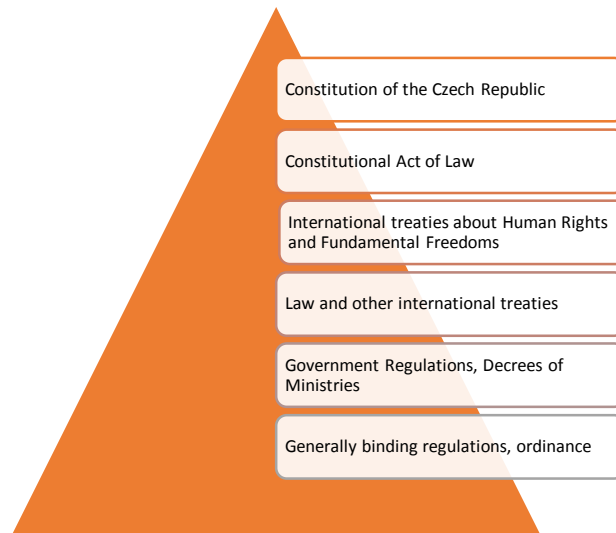 Constitution of the Czech Republic
Constitutional Act of Law
International treaties about Human Rights
and Fundamental Freedoms
Law and other international treaties
Government Regulations, Decrees of
Ministries
Generally binding regulations, ordinance